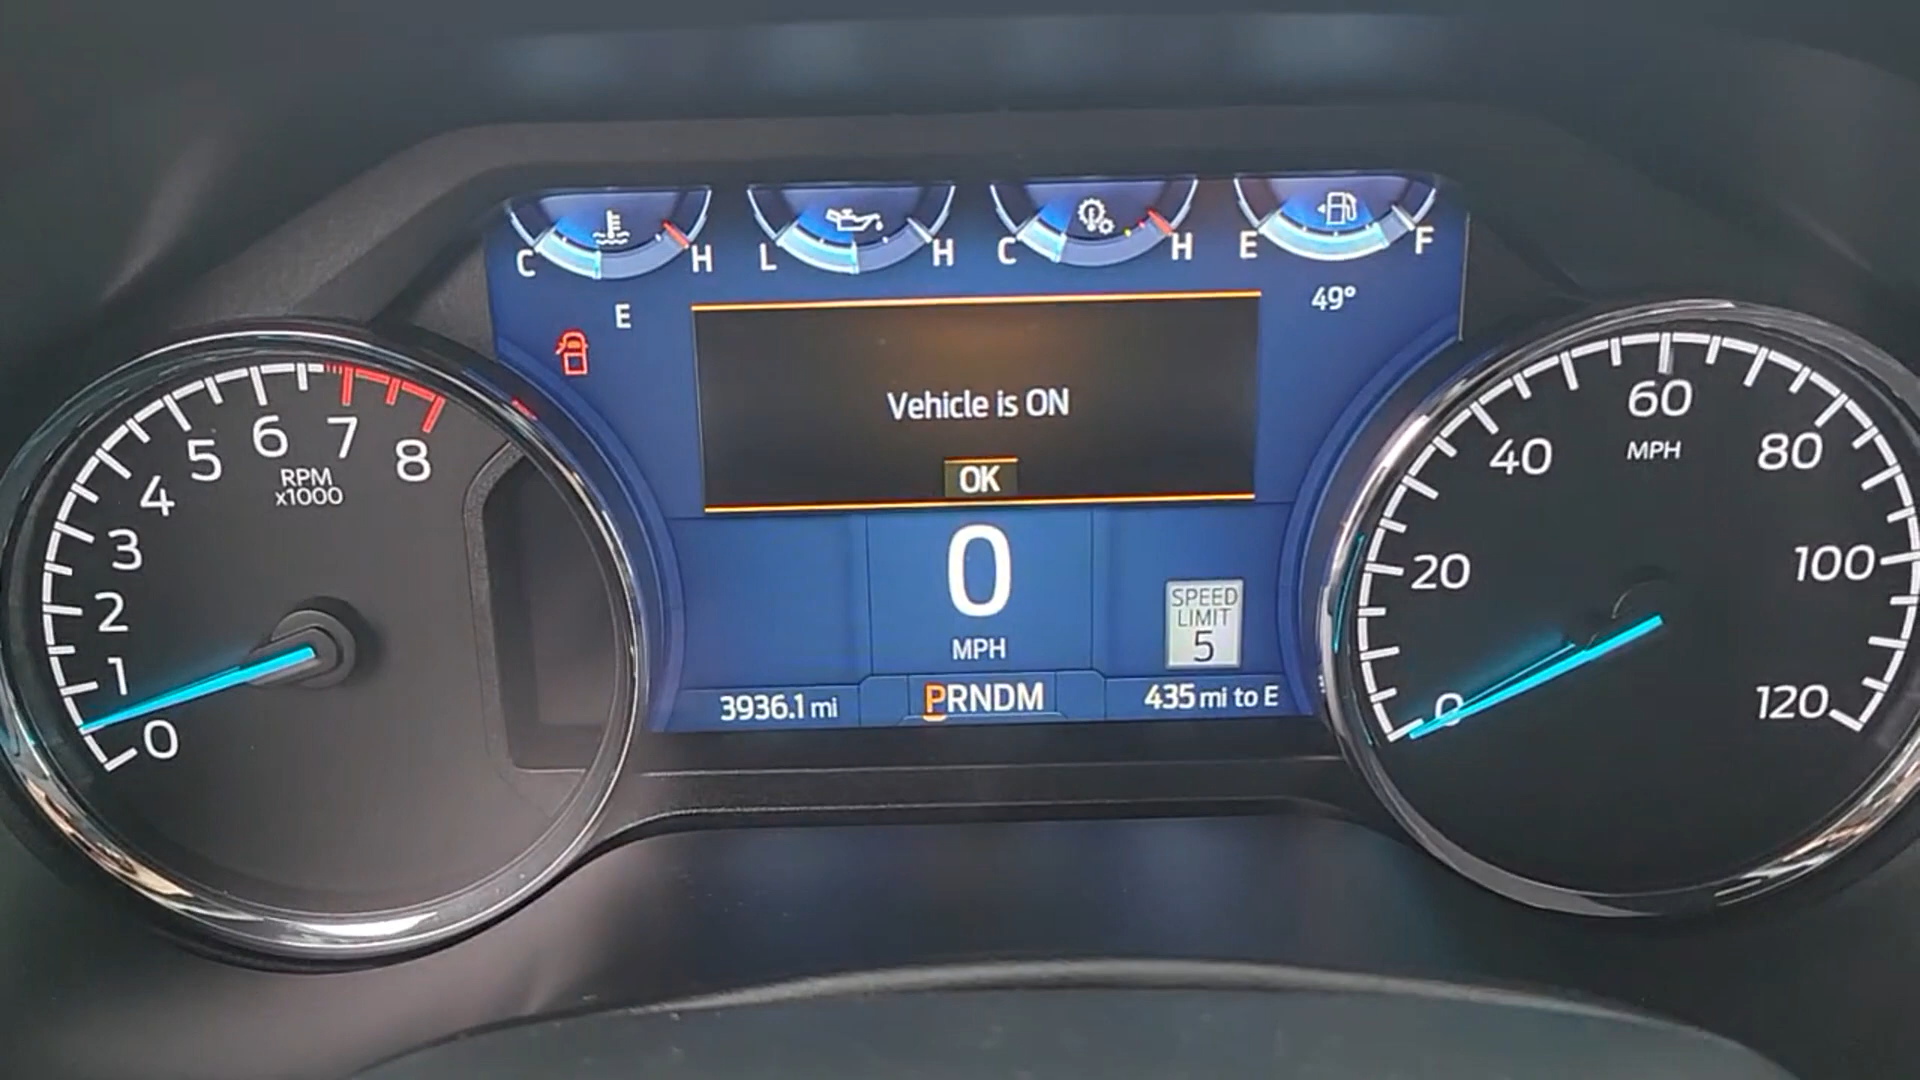 C H L H C H E F
E 49°
Vehicle is ON
OK
0
MPH
SPEED
LIMIT
5
3936.1 mi PRNDM 435 mi to E
0 1 2 3 4 5 6 7 8
RPM
x1000
0 20 40 60 80 100 120
MPH